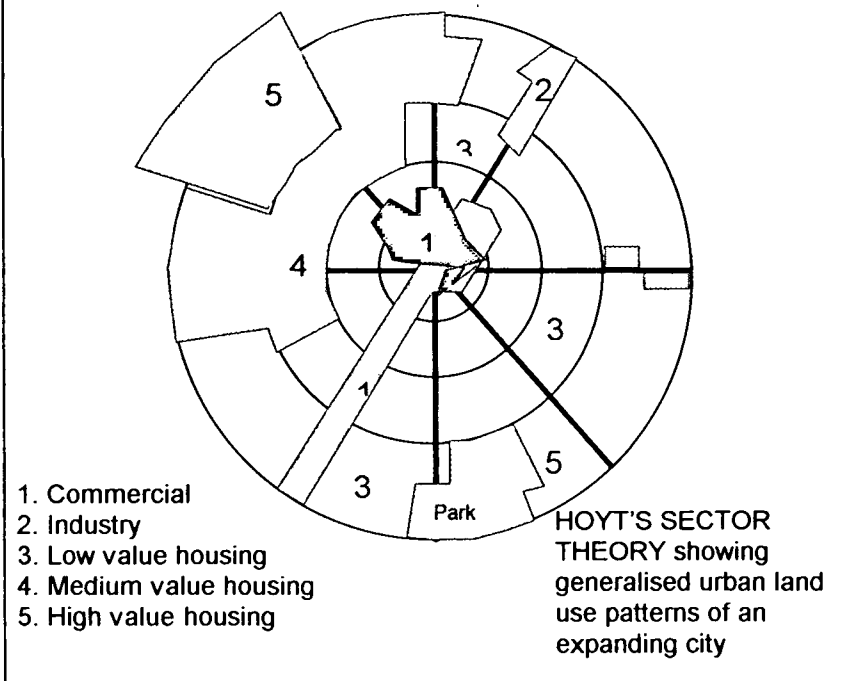 5
2
3
1
4
3
1
5
3
Park
1. Commercial
2. Industry
3. Low value housing
4. Medium value housing
5. High value housing
HOYT'S SECTOR
THEORY showing
generalised urban land
use patterns of an
expanding city